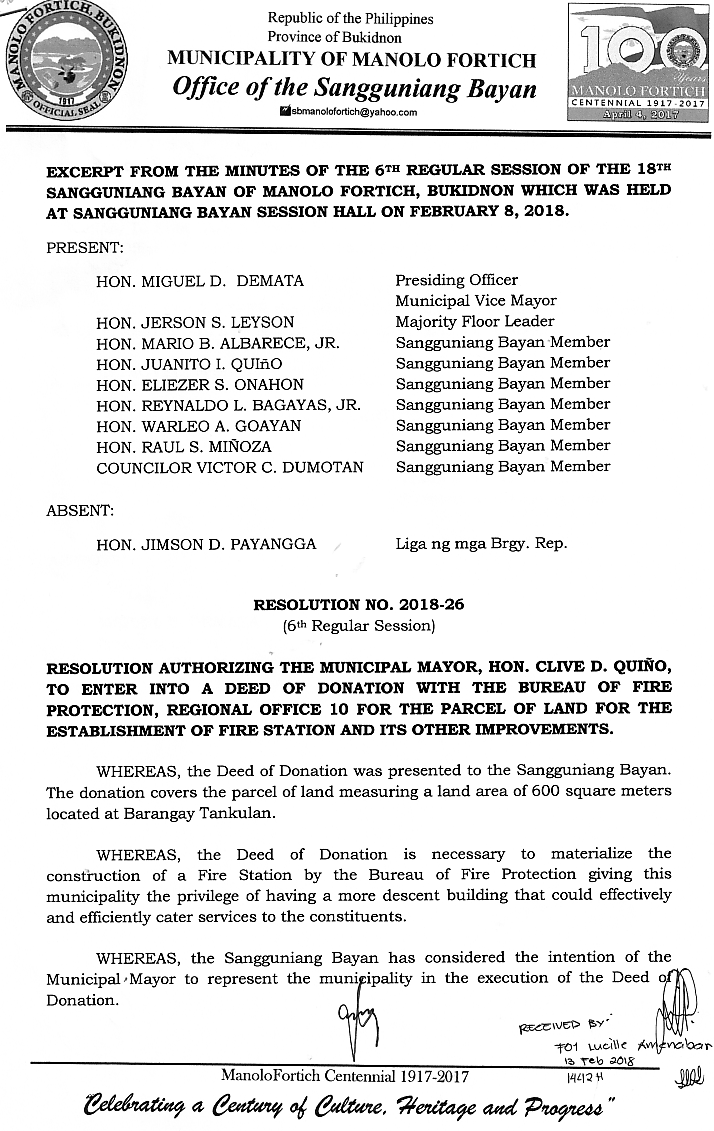 MANOLO FORTICH, BUKIDNON
1917
OFFICIAL SEAL
Republic of the Philippines
Province of Bukidnon
MUNICIPALITY OF MANOLO FORTICH
Office of the Sangguniang Bayan
sbmanolofortich@yahoo.com
100
Years
MANOLO FORTICH
CENTENNIAL 1917-2017
April 4, 2017
EXCERPT FROM THE MINUTES OF THE 6TH REGULAR SESSION OF THE 18TH
SANGGUNIANG BAYAN OF MANOLO FORTICH, BUKIDNON WHICH WAS HELD
AT SANGGUNIANG BAYAN SESSION HALL ON FEBRUARY 8, 2018.
PRESENT:
HON. MIGUEL D. DEMATA Presiding Officer
Municipal Vice Mayor
HON. JERSON S. LEYSON Majority Floor Leader
HON. MARIO B. ALBARECE, JR. Sangguniang Bayan Member
HON. JUANITO I. QUIñO Sangguniang Bayan Member
HON. ELIEZER S. ONAHON Sangguniang Bayan Member
HON. REYNALDO L. BAGAYAS, JR. Sangguniang Bayan Member
HON. WARLEO A. GOAYAN Sangguniang Bayan Member
HON. RAUL S. MIÑOZA Sangguniang Bayan Member
COUNCILOR VICTOR C. DUMOTAN Sangguniang Bayan Member
ABSENT:
HON. JIMSON D. PAYANGGA Liga ng mga Brgy. Rep.
RESOLUTION NO. 2018-26
(6th Regular Session)
RESOLUTION AUTHORIZING THE MUNICIPAL MAYOR, HON. CLIVE D. QUIÑO,
TO ENTER INTO A DEED OF DONATION WITH THE BUREAU OF FIRE
PROTECTION, REGIONAL OFFICE 10 FOR THE PARCEL OF LAND FOR THE
ESTABLISHMENT OF FIRE STATION AND ITS OTHER IMPROVEMENTS.
WHEREAS, the Deed of Donation was presented to the Sangguniang Bayan.
The donation covers the parcel of land measuring a land area of 600 square meters
located at Barangay Tankulan.
WHEREAS, the Deed of Donation is necessary to materialize the
construction of a Fire Station by the Bureau of Fire Protection giving this
municipality the privilege of having a more descent building that could effectively
and efficiently cater services to the constituents.
WHEREAS, the Sangguniang Bayan has considered the intention of the
Municipal Mayor to represent the municipality in the execution of the Deed of
Donation.
RECEIVED BY:
FO1 Lucille Amenabar
13 Feb 2018
1442 H
ManoloFortich Centennial 1917-2017
"Celebrating a Century of Culture, Heritage and Progress"